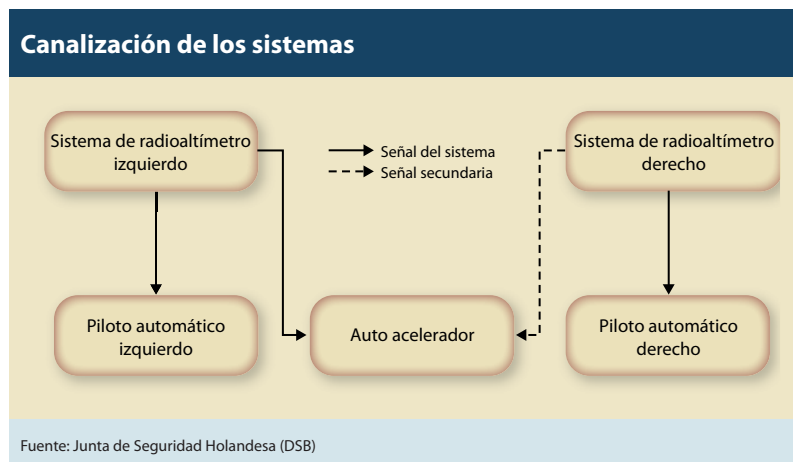 Canalización de los sistemas
Sistema de radioaltímetro
izquierdo
Señal del sistema
Señal secundaria
Sistema de radioaltímetro
derecho
Piloto automático
izquierdo
Auto acelerador
Piloto automático
derecho
Fuente: Junta de Seguridad Holandesa (DSB)